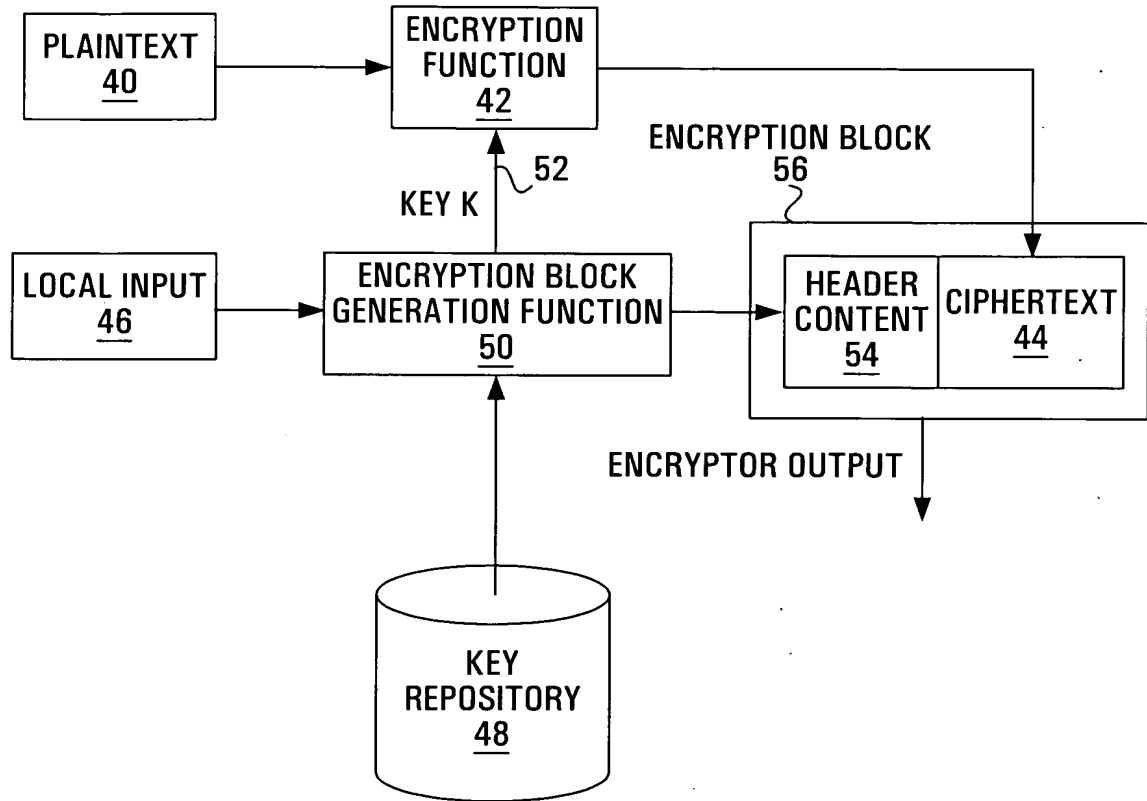 PLAINTEXT
40
ENCRYPTION
FUNCTION
42
ENCRYPTION BLOCK
56
52
KEY K
LOCAL INPUT
46
ENCRYPTION BLOCK
GENERATION FUNCTION
50
HEADER
CONTENT
54
CIPHERTEXT
44
ENCRYPTOR OUTPUT
KEY
REPOSITORY
48